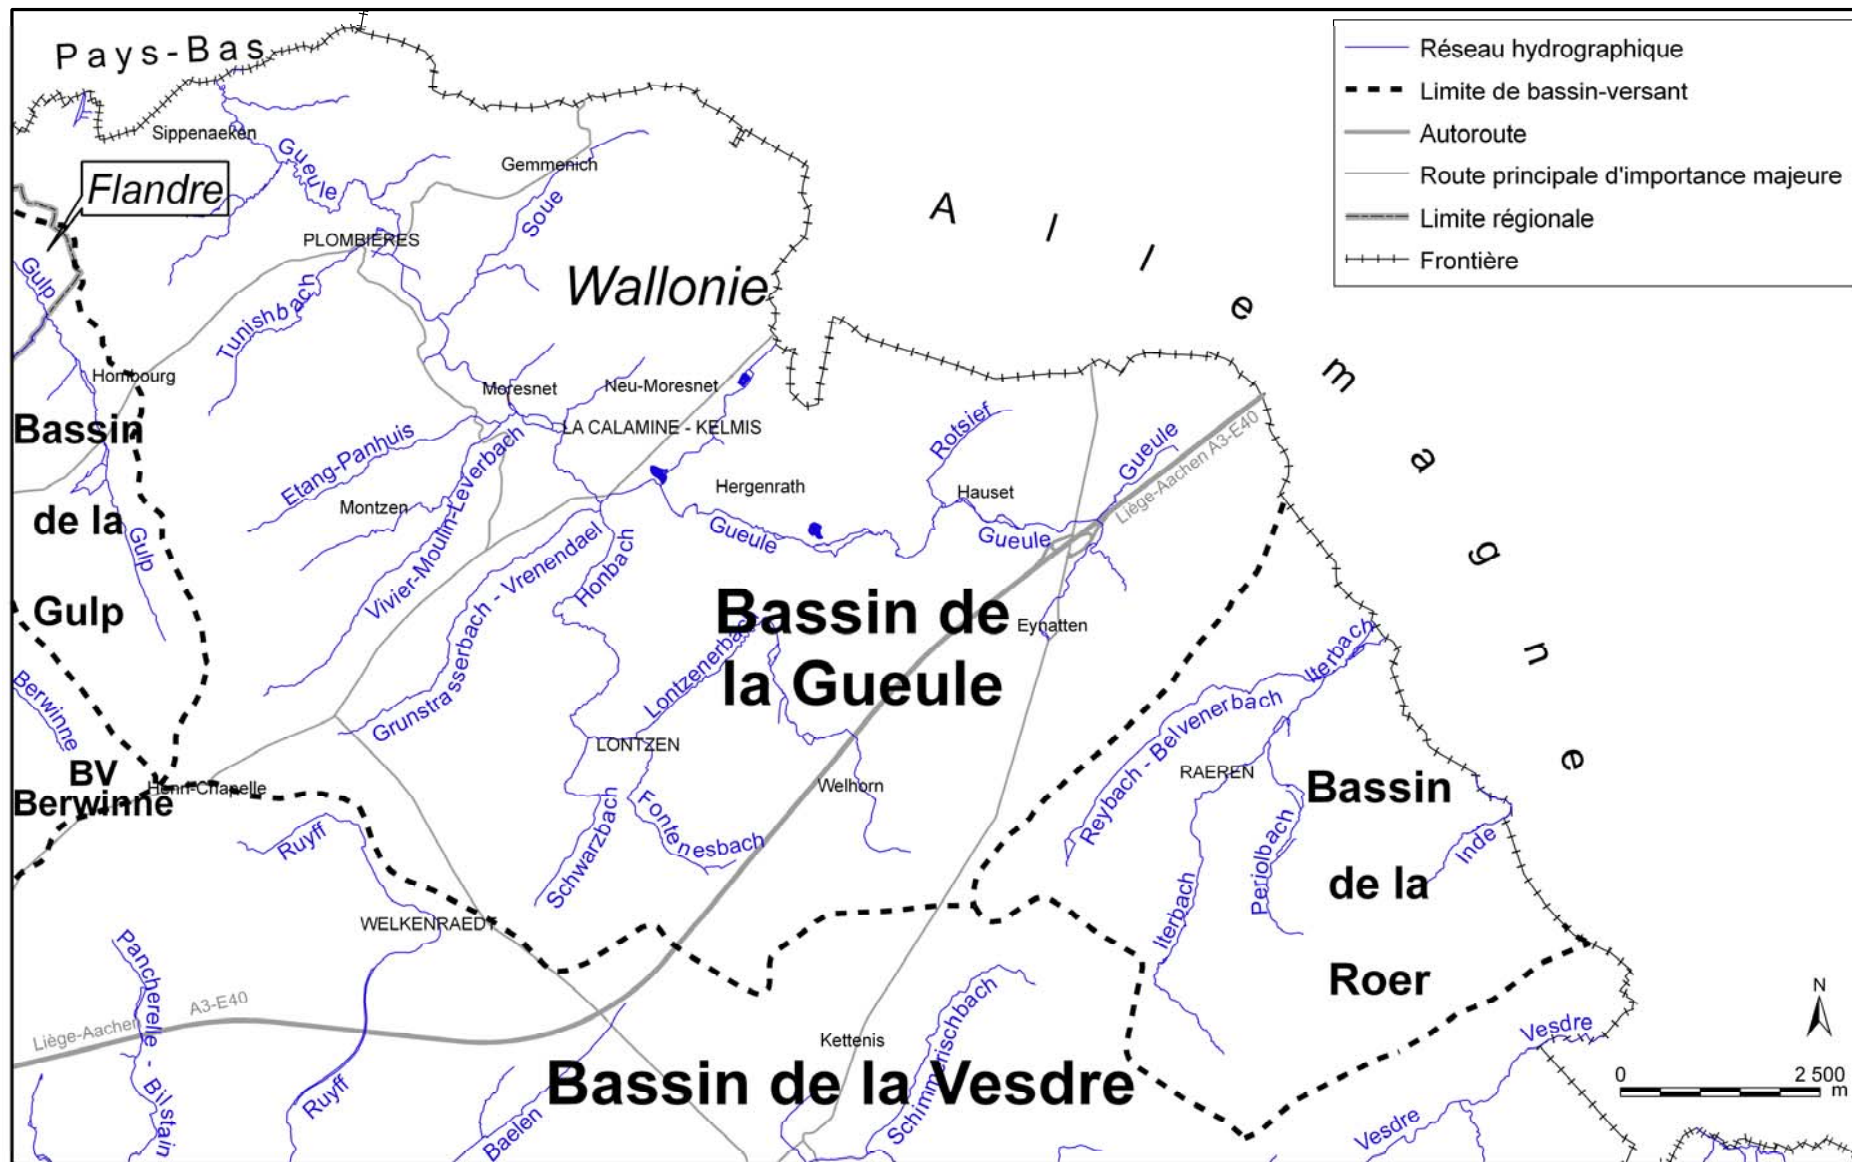 Pays-Bas
Réseau hydrographique
Limite de bassin-versant
Autoroute
Route principale d'importance majeure
Limite régionale
Frontière
Sippenaeken
Gueule
Gemmenich
Flandre
Soue
Allemagne
PLOMBIERES
Gulp
Wallonie
Tunishbach
Hombourg
Moresnet
Neu-Moresnet
LA CALAMINE - KELMIS
Rotsief
Gueule
Liège-Aachen A3-E40
Bassin
de la
Gulp
Etang-Panhuis
Montzen
Vivier-Moulin-Leverbach
Hergenrath
Hauset
Gueule
Gueule
Gulp
Grunstrasserbach - Vrenendael
Honbach
Bassin de
la Gueule
Eynatten
Lontzenerbac
Iterbach
Reybach - Belvenerbach
Berwinne
LONTZEN
Welhorn
RAEREN
BV
Berwinne
Henri-Chapelle
Bassin
de la
Roer
Ruyff
Schwarzbach
Fontenesbach
Periolbach
Inde
Iterbach
WELKENRAEDT
Pancherelle - Bilstain
Liège-Aachen
A3-E40
Ruyff
Baelen
Kettenis
Schimmerischbach
Bassin de la Vesdre
Vesdre
Vesdre
N
0
2 500
m